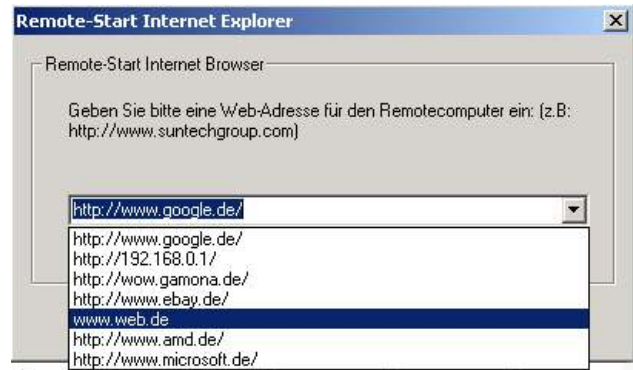 Remote-Start Internet Explorer
Remote-Start Internet Browser
Geben Sie bitte eine Web-Adresse für den Remotecomputer ein: (z.B:
http://www.suntechgroup.com)
http://www.google.de/
http://www.google.de/
http://192.168.0.1/
http://wow.gamona.de/
http://www.ebay.de/
www.web.de
http://www.amd.de/
http://www.microsoft.de/